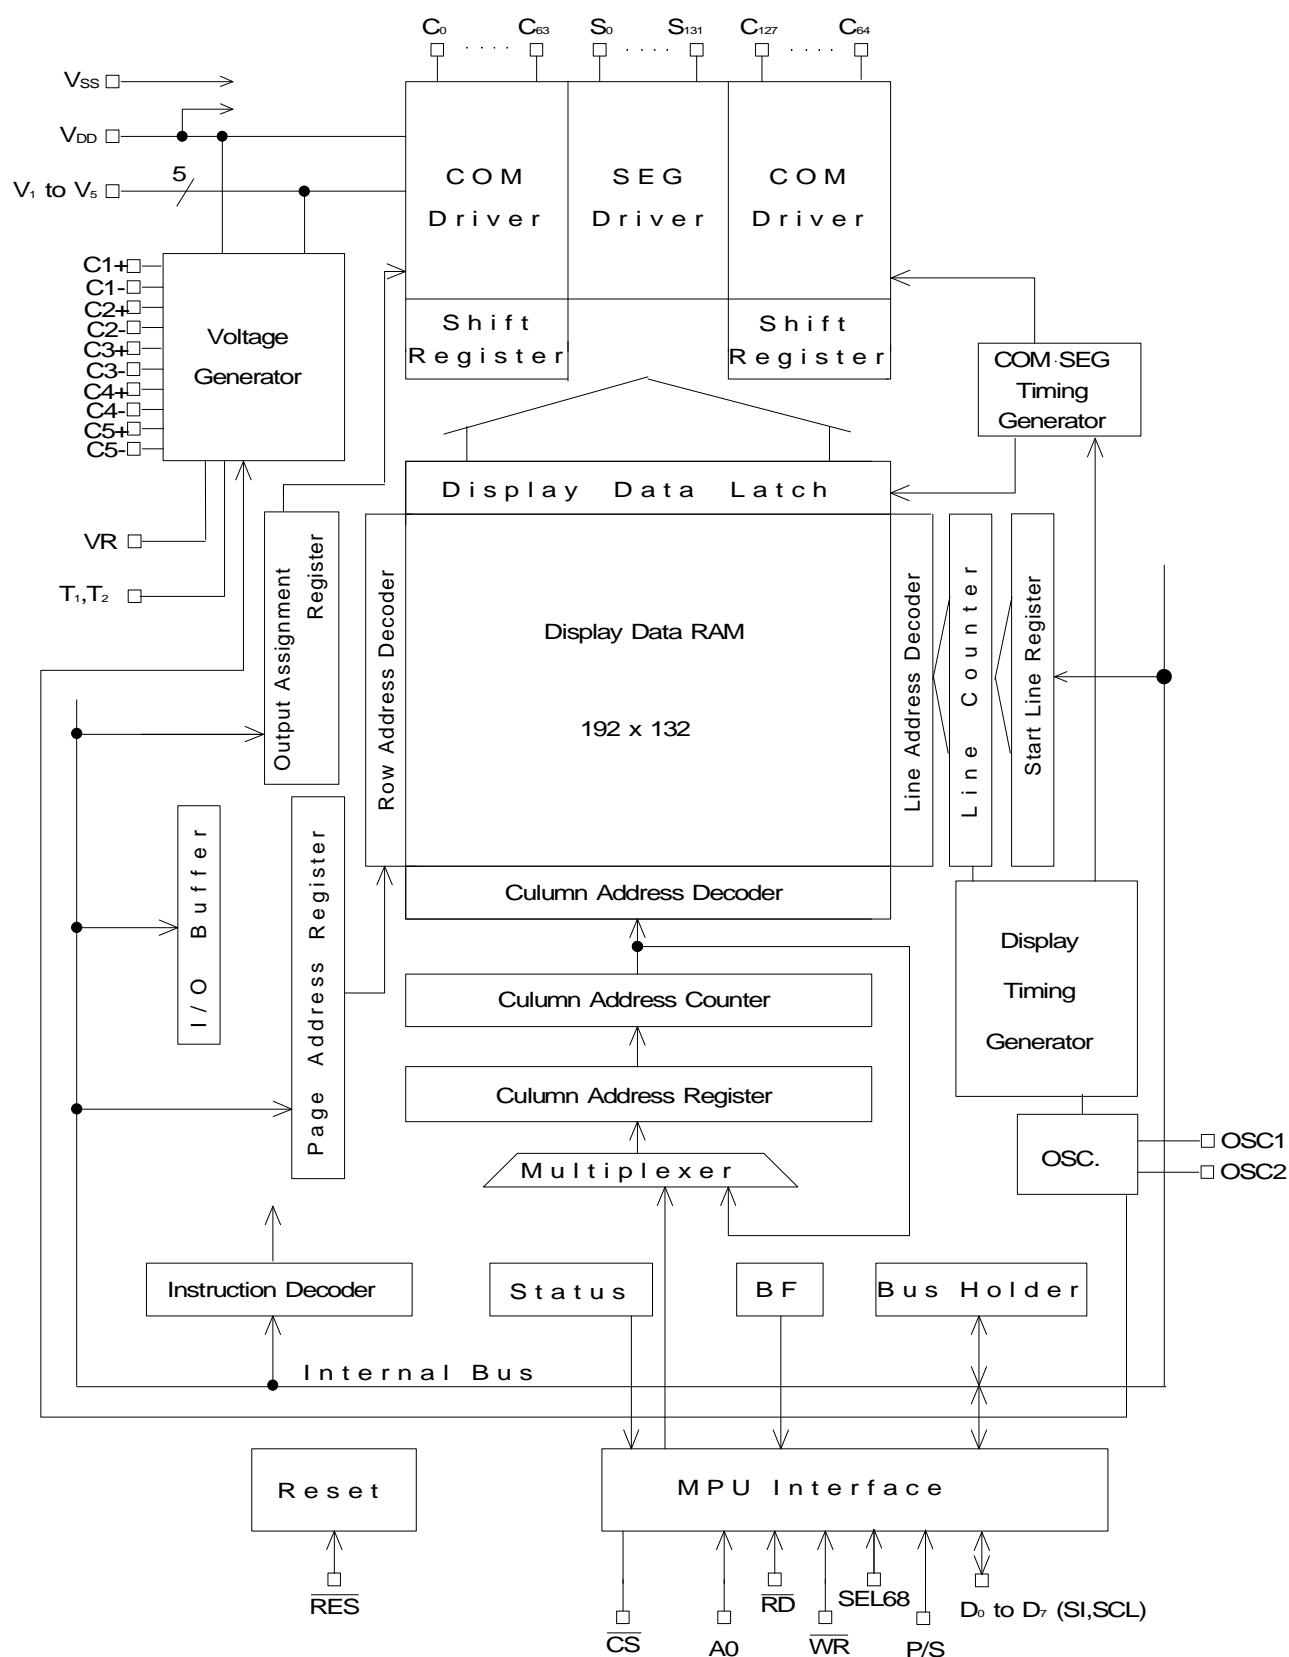 C0 ···· C63 S0 ···· S131 C127 ···· C64
VSS
VDD
V1 to V5
5
COM
Driver
SEG
Driver
COM
Driver
C1+
C1-
C2+
C2-
C3+
C3-
C4+
C4-
C5+
C5-
Voltage
Generator
Shift
Register
Shift
Register
COM·SEG
Timing
Generator
VR
T1,T2
Display Data Latch
Output Assignment
Register
Row Address Decoder
Display Data RAM
192 x 132
Line Address Decoder
Line Counter
Start Line Register
I/O Buffer
Page Address Register
Culumn Address Decoder
Culumn Address Counter
Culumn Address Register
Multiplexer
Display
Timing
Generator
OSC.
OSC1
OSC2
Instruction Decoder
Status
BF
Bus Holder
Internal Bus
Reset
MPU Interface
RES
CS
A0
RD
WR
SEL68
P/S
D0 to D7 (SI,SCL)